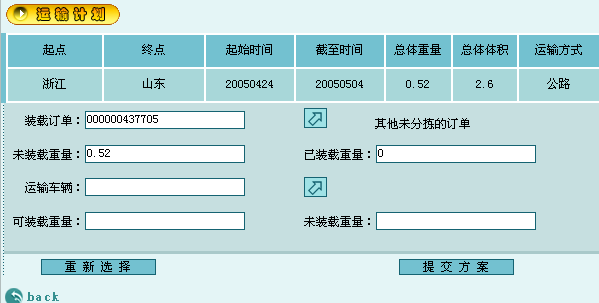 运输计划
起点 终点 起始时间 截至时间 总体重量 总体体积 运输方式
浙江 山东 20050424 20050504 0.52 2.6 公路
装载订单： 000000437705 其他未分拣的订单
未装载重量： 0.52 已装载重量： 0
运输车辆：
可装载重量： 未装载重量：
重新选择 提交方案
back